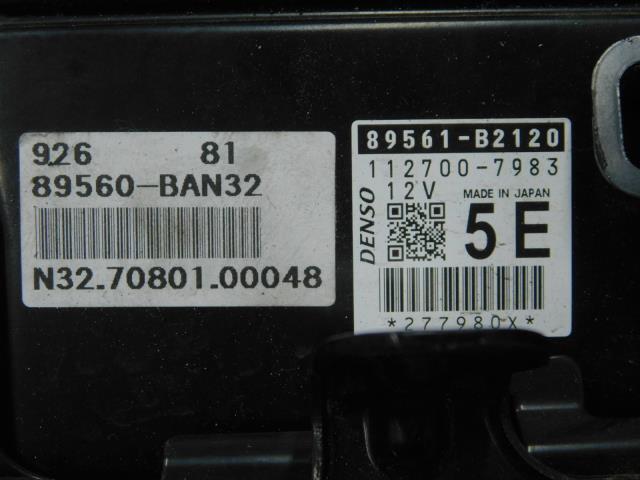 926 81
89560-BAN32
N32.70801.00048
89561-B2120
112700-7983
12V
MADE IN JAPAN
DENSO
5E
*277980X*